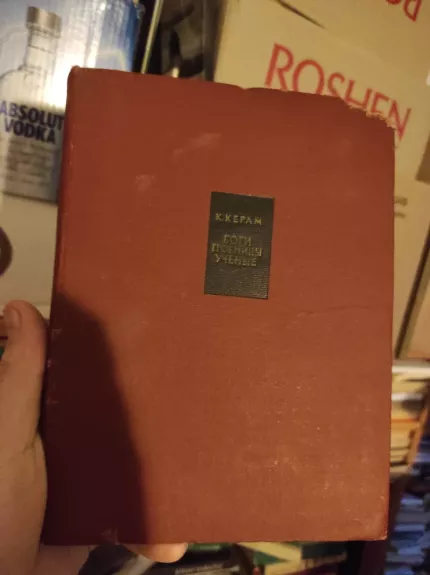 ROSHEN
ABSOLUT
VODKA
К. КЕРАМ
БОГИ
ГРОБНИЦЫ
УЧЕНЫЕ